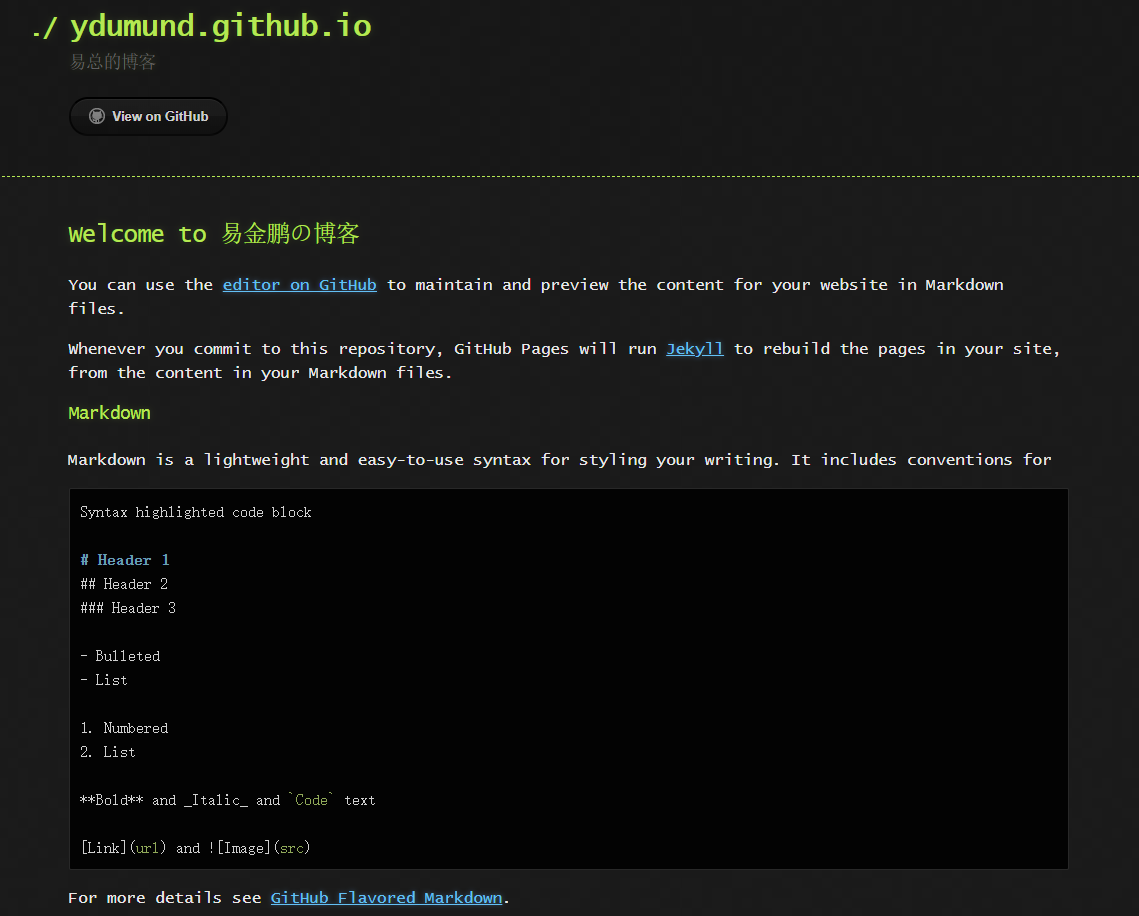 ./ ydumund.github.io
易总的博客
View on GitHub
Welcome to 易金鹏の博客
You can use the editor on GitHub to maintain and preview the content for your website in Markdown
files.
Whenever you commit to this repository, GitHub Pages will run Jekyll to rebuild the pages in your site,
from the content in your Markdown files.
Markdown
Markdown is a lightweight and easy-to-use syntax for styling your writing. It includes conventions for
Syntax highlighted code block
# Header 1
## Header 2
### Header 3
- Bulleted
- List
1. Numbered
2. List
**Bold** and _Italic_ and `Code` text
[Link](url) and ![Image](src)
For more details see GitHub Flavored Markdown.